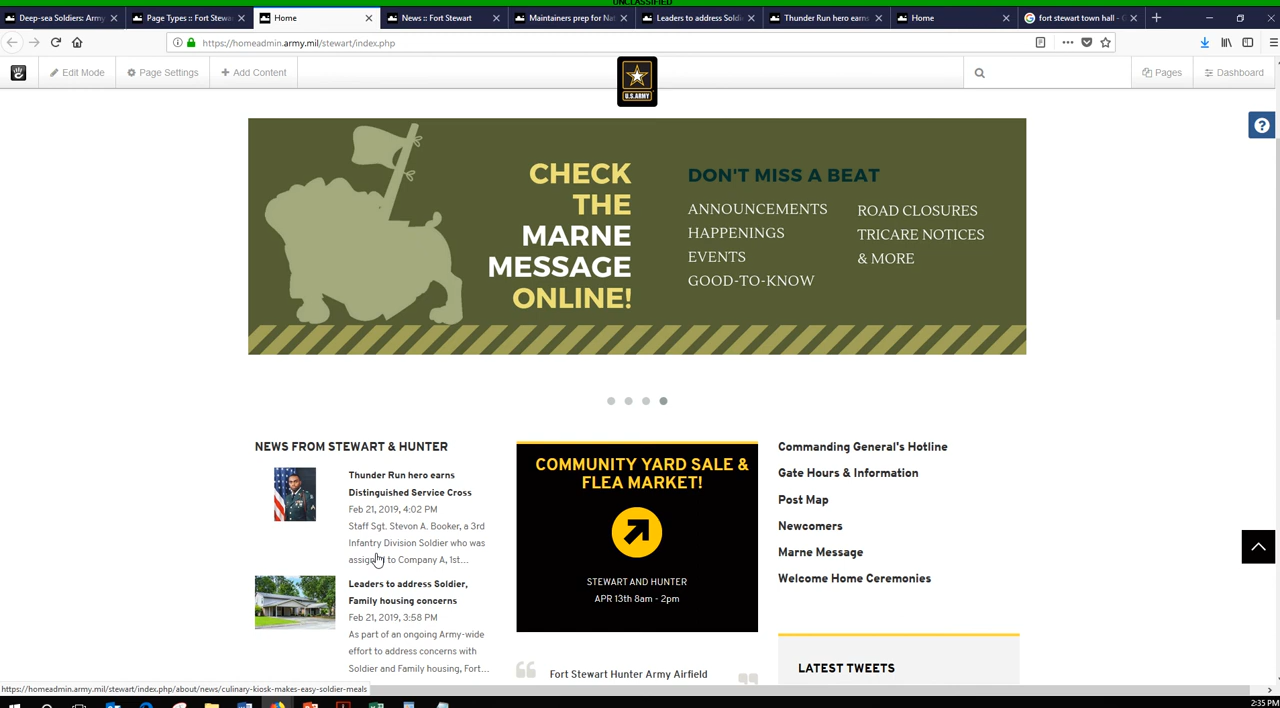 UNCLASSIFIED
Deep-sea Soldiers: Army
Page Types :: Fort Stewart
Home
News :: Fort Stewart
Maintainers prep for Nat
Leaders to address Soldie
Thunder Run hero earns
Home
fort stewart town hall - G
https://homeadmin.army.mil/stewart/index.php
Edit Mode
Page Settings
Add Content
U.S.ARMY
Pages
Dashboard
CHECK
THE
MARNE
MESSAGE
ONLINE!
DON'T MISS A BEAT
ANNOUNCEMENTS
HAPPENINGS
EVENTS
GOOD-TO-KNOW
ROAD CLOSURES
TRICARE NOTICES
& MORE
NEWS FROM STEWART & HUNTER
Thunder Run hero earns
Distinguished Service Cross
Feb 21, 2019, 4:02 PM
Staff Sgt. Stevon A. Booker, a 3rd
Infantry Division Soldier who was
assigned to Company A, 1st...
Leaders to address Soldier,
Family housing concerns
Feb 21, 2019, 3:58 PM
As part of an ongoing Army-wide
effort to address concerns with
Soldier and Family housing, Fort...
COMMUNITY YARD SALE &
FLEA MARKET!
STEWART AND HUNTER
APR 13th 8am - 2pm
Fort Stewart Hunter Army Airfield
Commanding General's Hotline
Gate Hours & Information
Post Map
Newcomers
Marne Message
Welcome Home Ceremonies
LATEST TWEETS
https://homeadmin.army.mil/stewart/index.php/about/news/culinary-kiosk-makes-easy-soldier-meals
2:35 PM